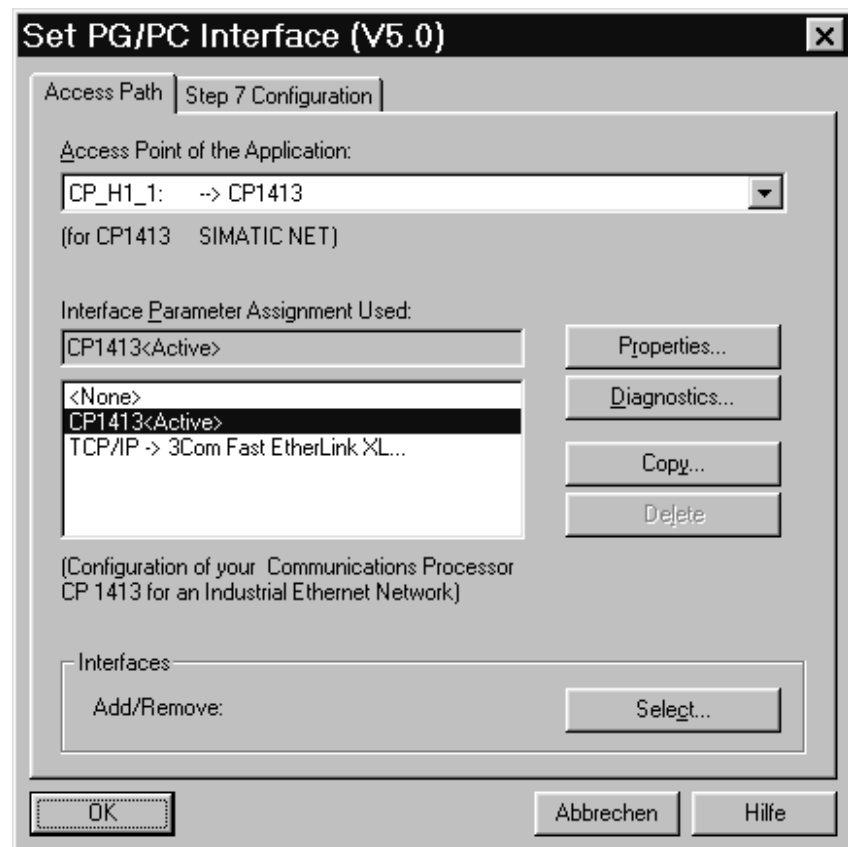 Set PG/PC Interface (V5.0)
Access Path
Step 7 Configuration
Access Point of the Application:
CP_H1_1: --> CP1413
(for CP1413 SIMATIC NET)
Interface Parameter Assignment Used:
CP1413<Active>
Properties...
<None>
CP1413<Active>
TCP/IP -> 3Com Fast EtherLink XL...
Diagnostics...
Copy...
Delete
(Configuration of your Communications Processor
CP 1413 for an Industrial Ethernet Network)
Interfaces
Add/Remove:
Select...
OK
Abbrechen
Hilfe